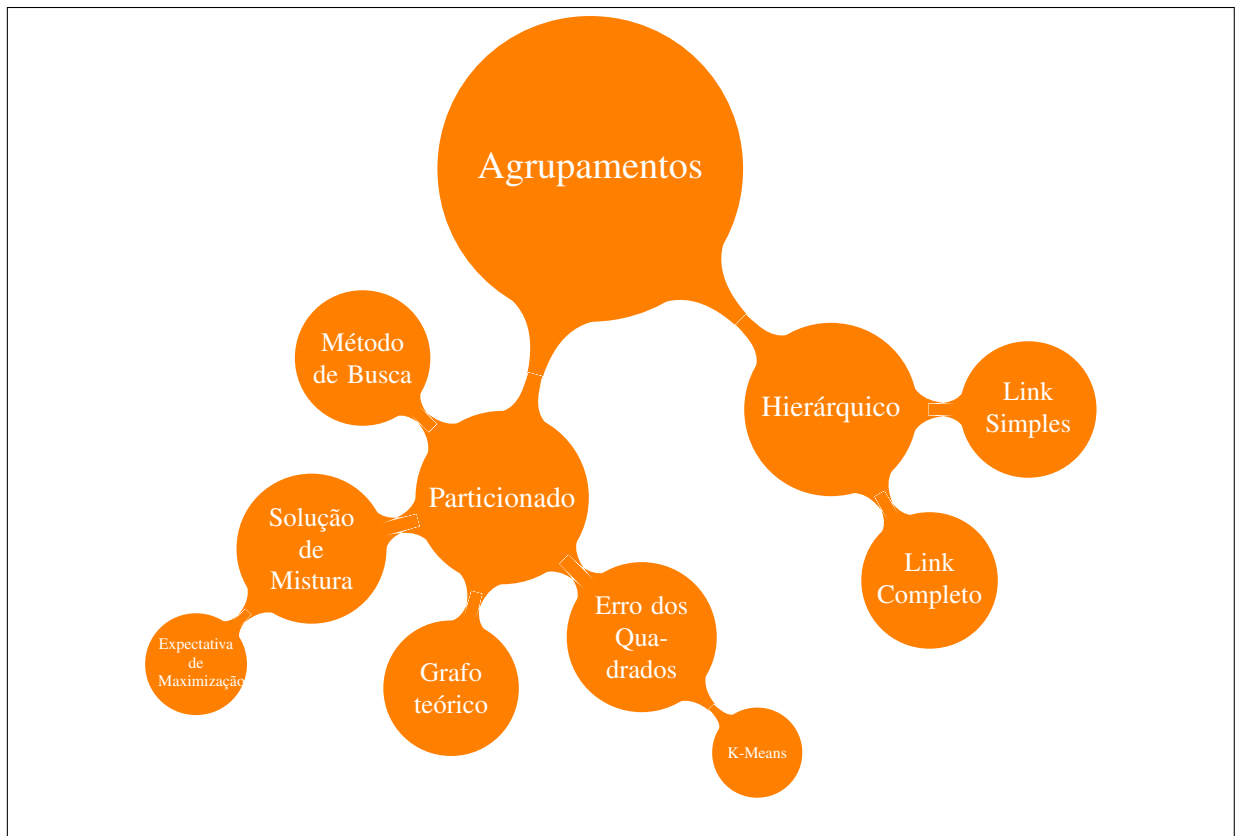 Agrupamentos
Método
de Busca
Link
Simples
Hierárquico
Particionado
Solução
de
Mistura
Link
Completo
Erro dos
Qua-
drados
Expectativa
de
Maximização
Grafo
teórico
K-Means